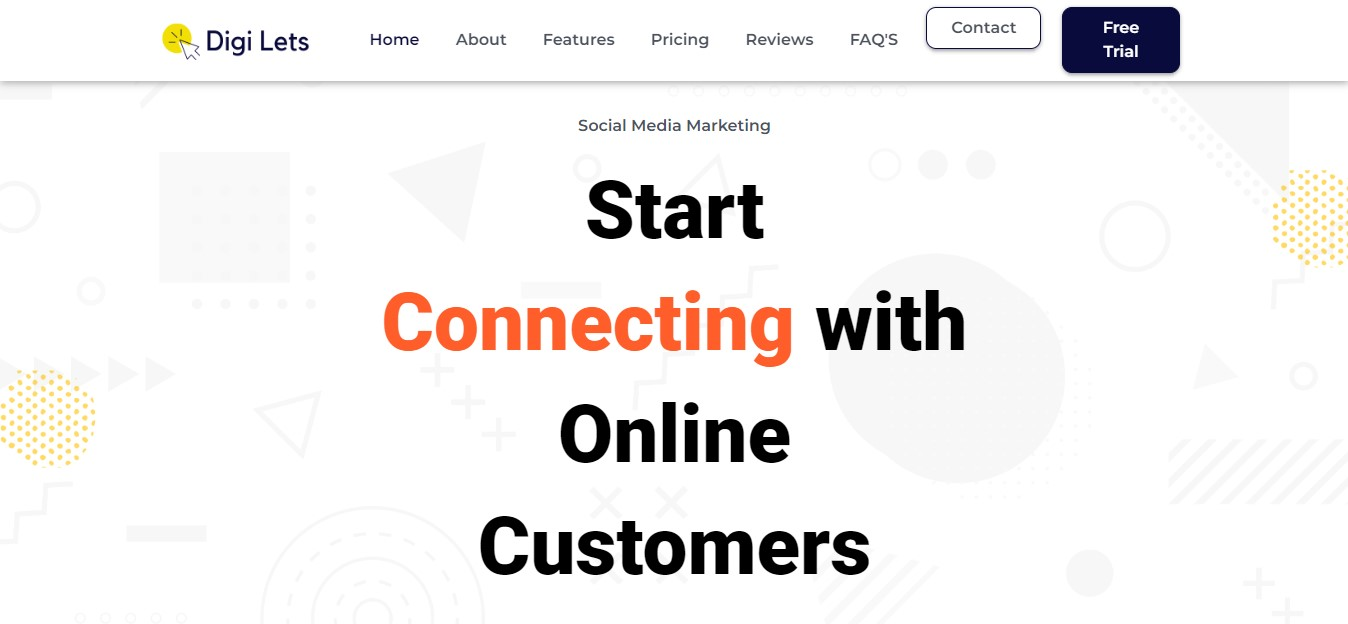 Digi Lets
Home About Features Pricing Reviews FAQ'S Contact Free
Trial
Social Media Marketing
Start
Connecting with
Online
Customers